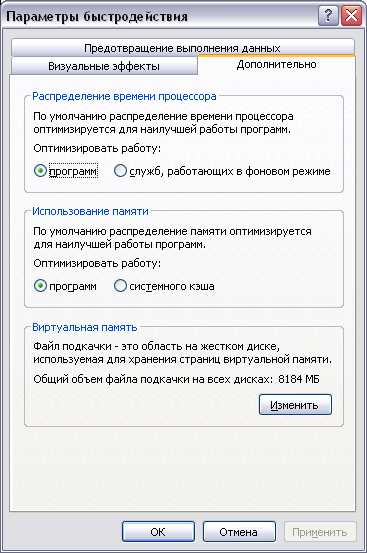 Параметры быстродействия
Предотвращение выполнения данных
Визуальные эффекты
Дополнительно
Распределение времени процессора
По умолчанию распределение времени процессора
оптимизируется для наилучшей работы программ.
Оптимизировать работу:
программ
служб, работающих в фоновом режиме
Использование памяти
По умолчанию распределение памяти оптимизируется
для наилучшей работы программ.
Оптимизировать работу:
программ
системного кэша
Виртуальная память
Файл подкачки - это область на жестком диске,
используемая для хранения страниц виртуальной памяти.
Общий объем файла подкачки на всех дисках: 8184 МБ
Изменить
ОК
Отмена
Применить